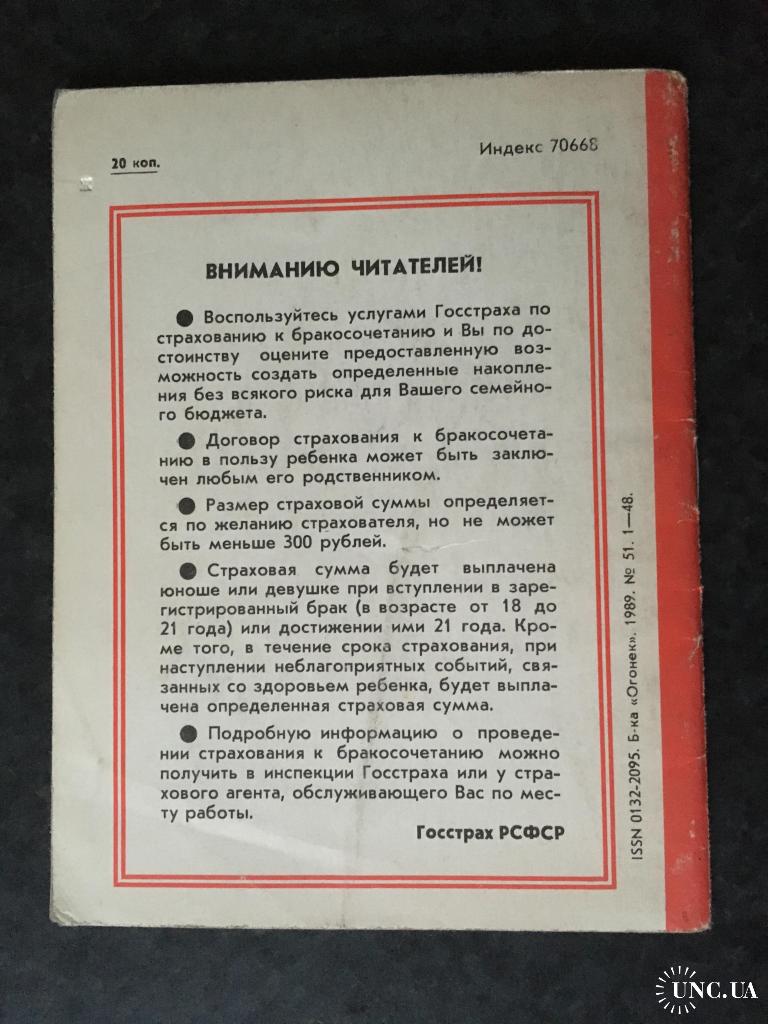 20 коп.
Индекс 70668
ВНИМАНИЮ ЧИТАТЕЛЕЙ!
● Воспользуйтесь услугами Госстраха по
страхованию к бракосочетанию и Вы по до-
стоинству оцените предоставленную воз-
можность создать определенные накопле-
ния без всякого риска для Вашего семейно-
го бюджета.
● Договор страхования к бракосочета-
нию в пользу ребенка может быть заклю-
чен любым его родственником.
● Размер страховой суммы определяет-
ся по желанию страхователя, но не может
быть меньше 300 рублей.
● Страховая сумма будет выплачена
юноше или девушке при вступлении в заре-
гистрированный брак (в возрасте от 18 до
21 года) или достижении ими 21 года. Кро-
ме того, в течение срока страхования, при
наступлении неблагоприятных событий, свя-
занных со здоровьем ребенка, будет выпла-
чена определенная страховая сумма.
● Подробную информацию о проведе-
нии страхования к бракосочетанию можно
получить в инспекции Госстраха или у стра-
хового агента, обслуживающего Вас по мес-
ту работы.
Госстрах РСФСР
ISSN 0132-2095. Б-ка «Огонек». 1989. № 51. 1—48.
UNC.UA